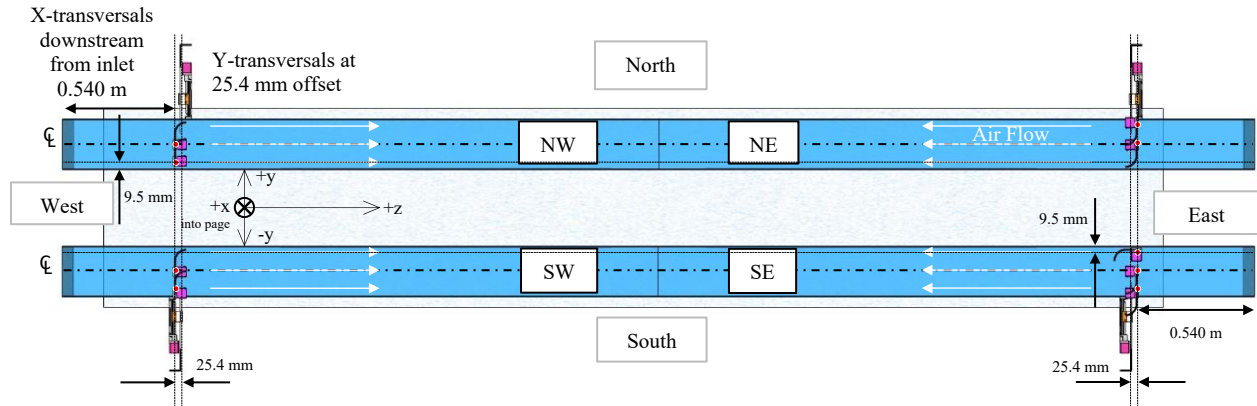 X-transversals
downstream
from inlet
0.540 m
Y-transversals at
25.4 mm offset
North
℄
NW
NE
Air Flow
9.5 mm
West
+y
+x
into page
+z
-y
9.5 mm
East
℄
SW
SE
South
0.540 m
25.4 mm
25.4 mm